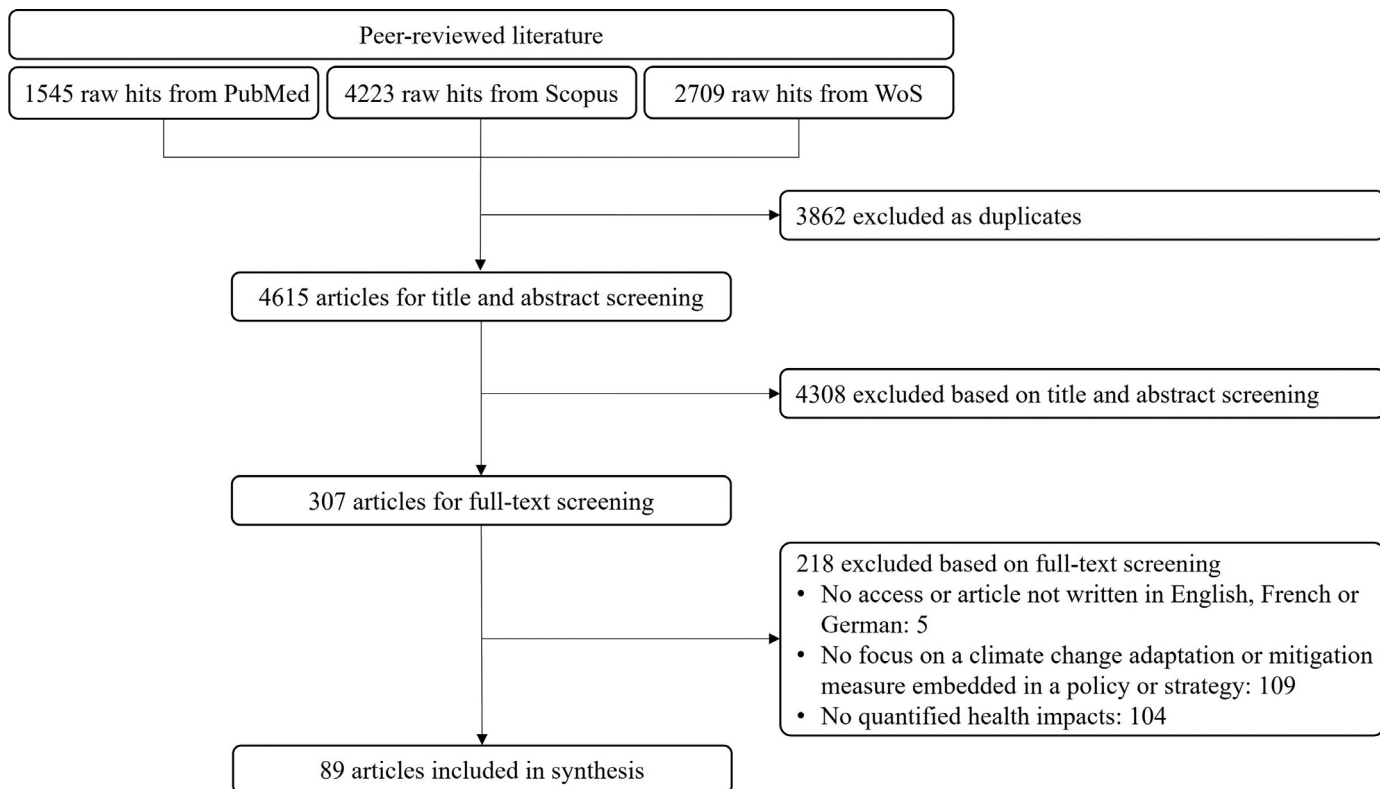 Peer-reviewed literature
1545 raw hits from PubMed
4223 raw hits from Scopus
2709 raw hits from WoS
3862 excluded as duplicates
4615 articles for title and abstract screening
4308 excluded based on title and abstract screening
307 articles for full-text screening
218 excluded based on full-text screening
• No access or article not written in English, French or
German: 5
• No focus on a climate change adaptation or mitigation
measure embedded in a policy or strategy: 109
• No quantified health impacts: 104
89 articles included in synthesis